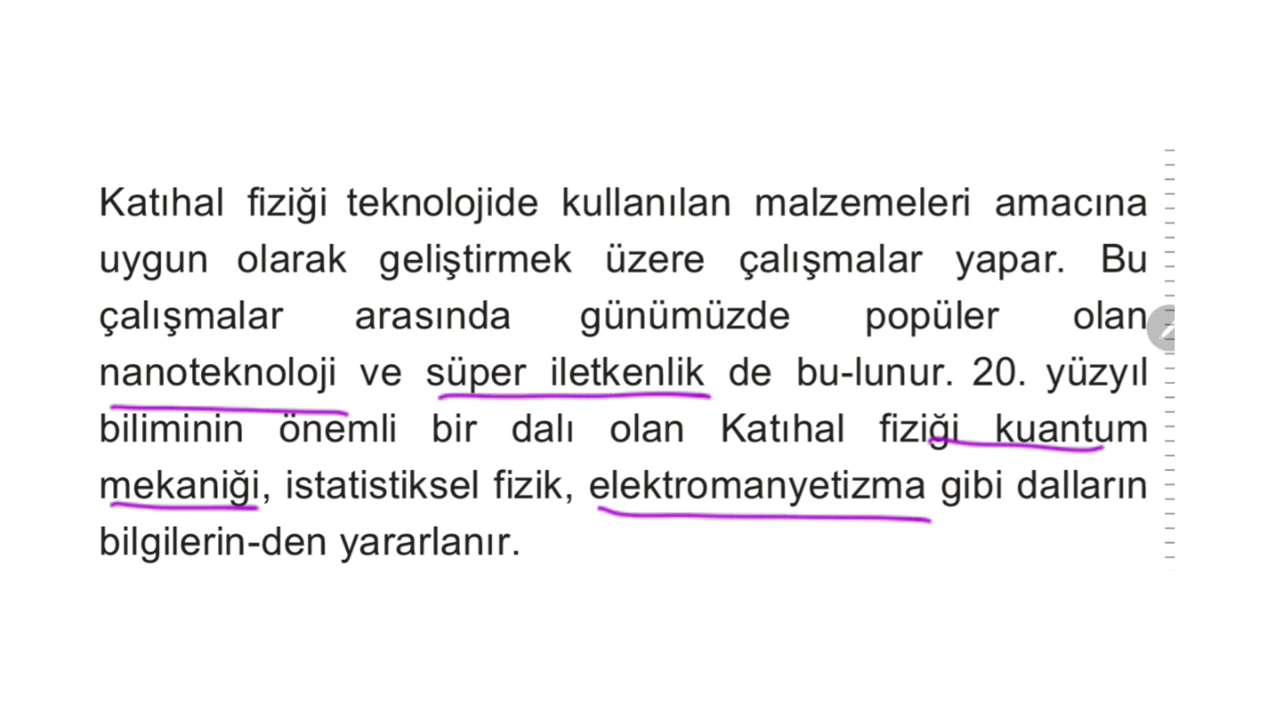 Katıhal fiziği teknolojide kullanılan malzemeleri amacına
uygun olarak geliştirmek üzere çalışmalar yapar. Bu
çalışmalar arasında günümüzde popüler olan
nanoteknoloji ve süper iletkenlik de bu-lunur. 20. yüzyıl
biliminin önemli bir dalı olan Katıhal fiziği kuantum
mekaniği, istatistiksel fizik, elektromanyetizma gibi dalların
bilgilerin-den yararlanır.